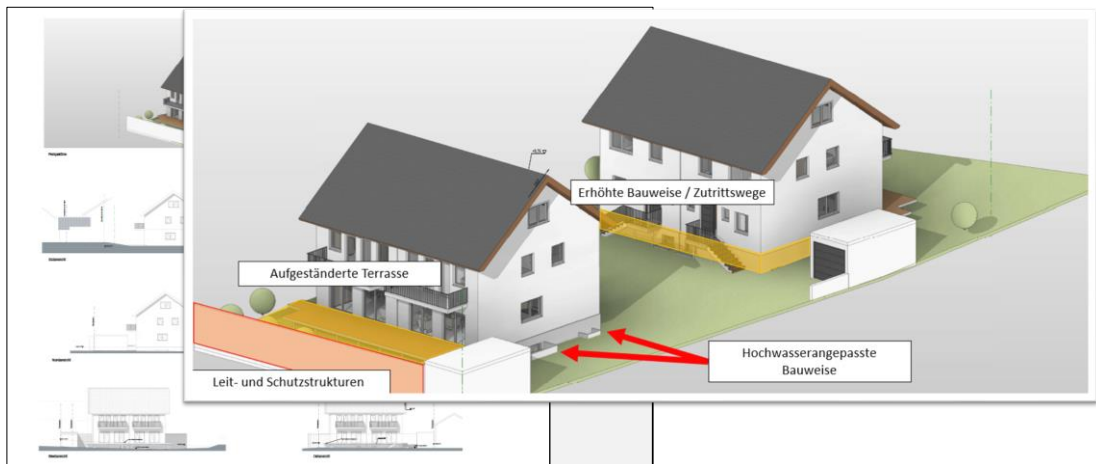 Erhöhte Bauweise / Zutrittswege
Aufgeständerte Terrasse
Hochwasserangepasste
Bauweise
Leit- und Schutzstrukturen